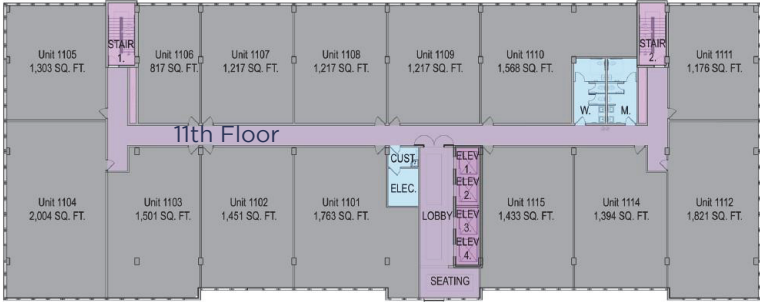 STAIR
1.
Unit 1105
1,303 SQ. FT.
Unit 1106
817 SQ. FT.
Unit 1107
1,217 SQ. FT.
Unit 1108
1,217 SQ. FT.
Unit 1109
1,217 SQ. FT.
Unit 1110
1,568 SQ. FT.
STAIR
2.
Unit 1111
1,176 SQ. FT.
W.
M.
11th Floor
CUST.
ELEC.
ELEV
1.
ELEV
2.
ELEV
3.
ELEV
4.
LOBBY
SEATING
Unit 1104
2,004 SQ. FT.
Unit 1103
1,501 SQ. FT.
Unit 1102
1,451 SQ. FT.
Unit 1101
1,763 SQ. FT.
Unit 1115
1,433 SQ. FT.
Unit 1114
1,394 SQ. FT.
Unit 1112
1,821 SQ. FT.